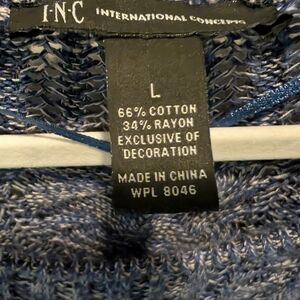 I·N·C INTERNATIONAL CONCEPTS
L
66% COTTON
34% RAYON
EXCLUSIVE OF
DECORATION
MADE IN CHINA
WPL 8046